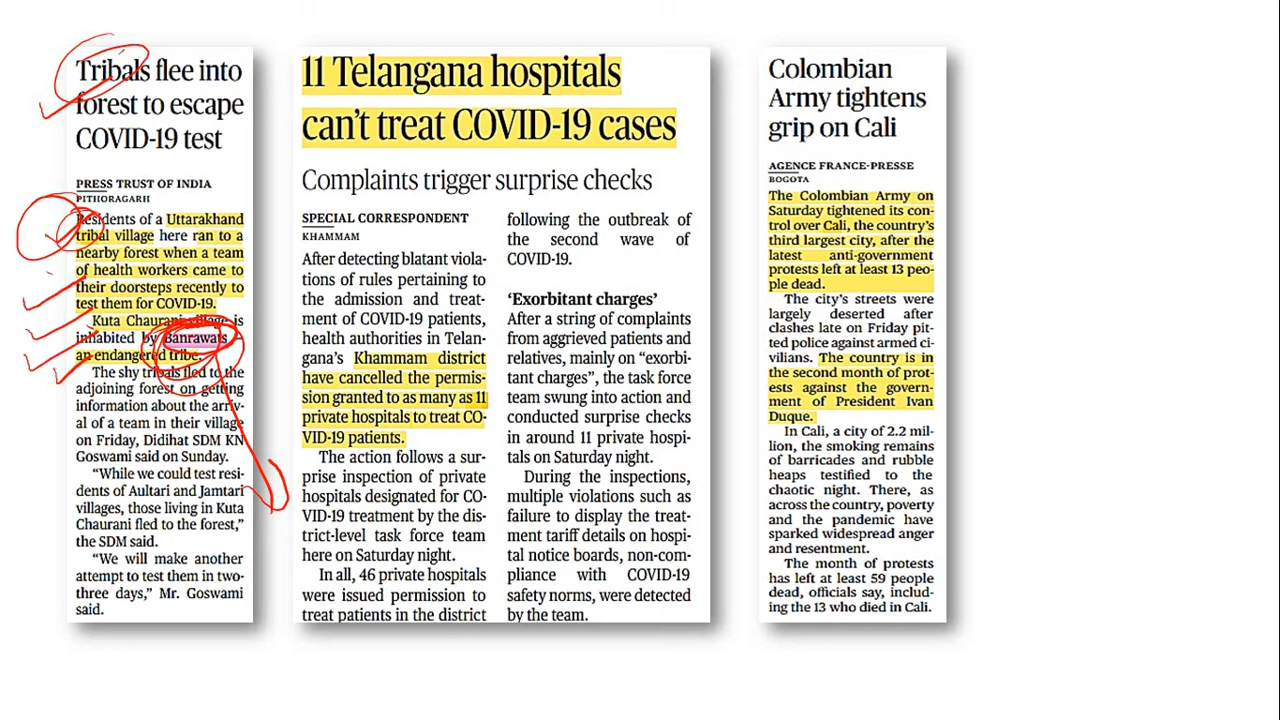 Tribals flee into
forest to escape
COVID-19 test
PRESS TRUST OF INDIA
PITHORAGARH
Residents of a Uttarakhand
tribal village here ran to a
nearby forest when a team
of health workers came to
their doorsteps recently to
test them for COVID-19.
Kuta Chaurani village is
inhabited by Banrawats –
an endangered tribe.
The shy tribals fled to the
adjoining forest on getting
information about the arriv-
al of a team in their village
on Friday, Didihat SDM KN
Goswami said on Sunday.
“While we could test resi-
dents of Aultari and Jamtari
villages, those living in Kuta
Chaurani fled to the forest,”
the SDM said.
“We will make another
attempt to test them in two-
three days,” Mr. Goswami
said.
11 Telangana hospitals
can’t treat COVID-19 cases
Complaints trigger surprise checks
SPECIAL CORRESPONDENT
KHAMMAM
After detecting blatant viola-
tions of rules pertaining to
the admission and treat-
ment of COVID-19 patients,
health authorities in Telan-
gana’s Khammam district
have cancelled the permis-
sion granted to as many as 11
private hospitals to treat CO-
VID-19 patients.
The action follows a sur-
prise inspection of private
hospitals designated for CO-
VID-19 treatment by the dis-
trict-level task force team
here on Saturday night.
In all, 46 private hospitals
were issued permission to
treat patients in the district
following the outbreak of
the second wave of
COVID-19.
‘Exorbitant charges’
After a string of complaints
from aggrieved patients and
relatives, mainly on “exorbi-
tant charges”, the task force
team swung into action and
conducted surprise checks
in around 11 private hospi-
tals on Saturday night.
During the inspections,
multiple violations such as
failure to display the treat-
ment tariff details on hospi-
tal notice boards, non-com-
pliance with COVID-19
safety norms, were detected
by the team.
Colombian
Army tightens
grip on Cali
AGENCE FRANCE-PRESSE
BOGOTA
The Colombian Army on
Saturday tightened its con-
trol over Cali, the country’s
third largest city, after the
latest anti-government
protests left at least 13 peo-
ple dead.
The city’s streets were
largely deserted after
clashes late on Friday pit-
ted police against armed ci-
vilians. The country is in
the second month of prot-
ests against the govern-
ment of President Ivan
Duque.
In Cali, a city of 2.2 mil-
lion, the smoking remains
of barricades and rubble
heaps testified to the
chaotic night. There, as
across the country, poverty
and the pandemic have
sparked widespread anger
and resentment.
The month of protests
has left at least 59 people
dead, officials say, includ-
ing the 13 who died in Cali.